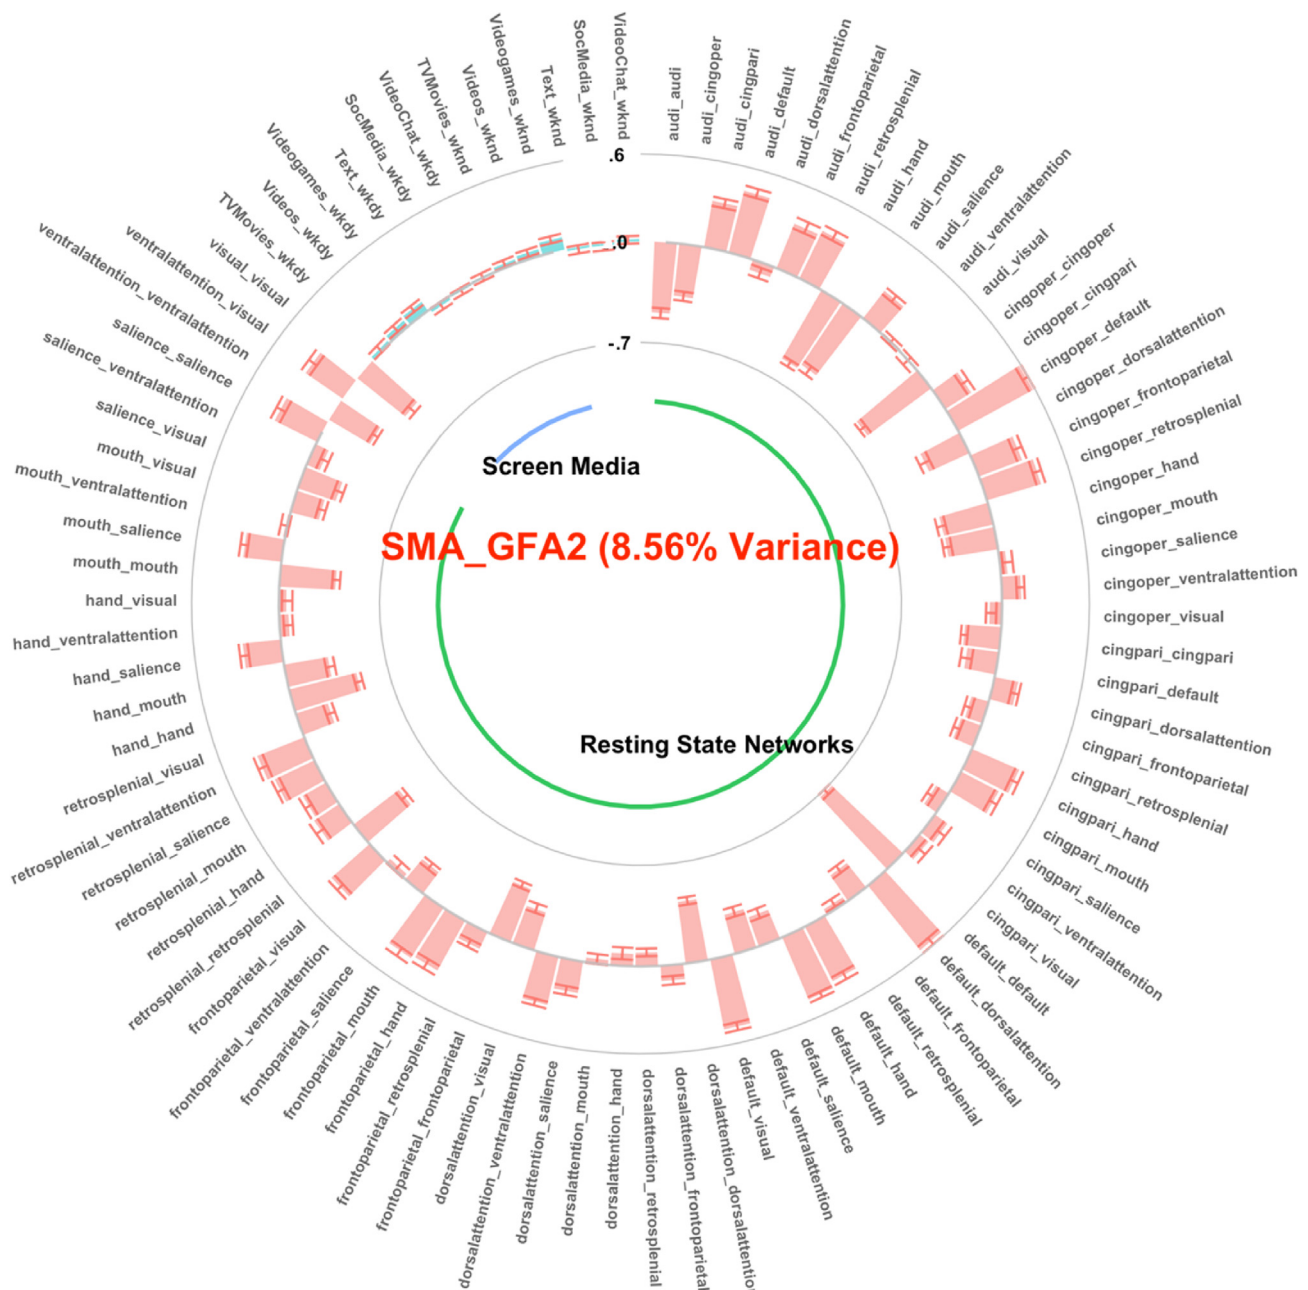 audi_audi
audi_cingoper
audi_cingpari
audi_default
audi_dorsalattention
audi_frontoparietal
audi_retrosplenial
audi_hand
audi_mouth
audi_salience
audi_ventralattention
audi_visual
cingoper_cingoper
cingoper_cingpari
cingoper_default
cingoper_dorsalattention
cingoper_frontoparietal
cingoper_retrosplenial
cingoper_hand
cingoper_mouth
cingoper_salience
cingoper_ventralattention
cingoper_visual
cingpari_cingpari
cingpari_default
cingpari_dorsalattention
cingpari_frontoparietal
cingpari_retrosplenial
cingpari_hand
cingpari_mouth
cingpari_salience
cingpari_ventralattention
cingpari_visual
default_default
default_dorsalattention
default_frontoparietal
default_retrosplenial
default_hand
default_mouth
default_salience
default_ventralattention
default_visual
dorsalattention_dorsalattention
dorsalattention_frontoparietal
dorsalattention_retrosplenial
dorsalattention_hand
dorsalattention_mouth
dorsalattention_salience
dorsalattention_ventralattention
dorsalattention_visual
frontoparietal_frontoparietal
frontoparietal_retrosplenial
frontoparietal_hand
frontoparietal_mouth
frontoparietal_salience
frontoparietal_ventralattention
frontoparietal_visual
retrosplenial_retrosplenial
retrosplenial_hand
retrosplenial_mouth
retrosplenial_salience
retrosplenial_ventralattention
retrosplenial_visual
hand_hand
hand_mouth
hand_salience
hand_ventralattention
hand_visual
mouth_mouth
mouth_salience
mouth_ventralattention
mouth_visual
salience_visual
salience_ventralattention
salience_salience
ventralattention_ventralattention
ventralattention_visual
visual_visual
TVMovies_wkdy
Videos_wkdy
Videogames_wkdy
Text_wkdy
SocMedia_wkdy
VideoChat_wkdy
TVMovies_wknd
Videos_wknd
Videogames_wknd
Text_wknd
SocMedia_wknd
VideoChat_wknd
.6
.0
-.7
Screen Media
SMA_GFA2 (8.56% Variance)
Resting State Networks